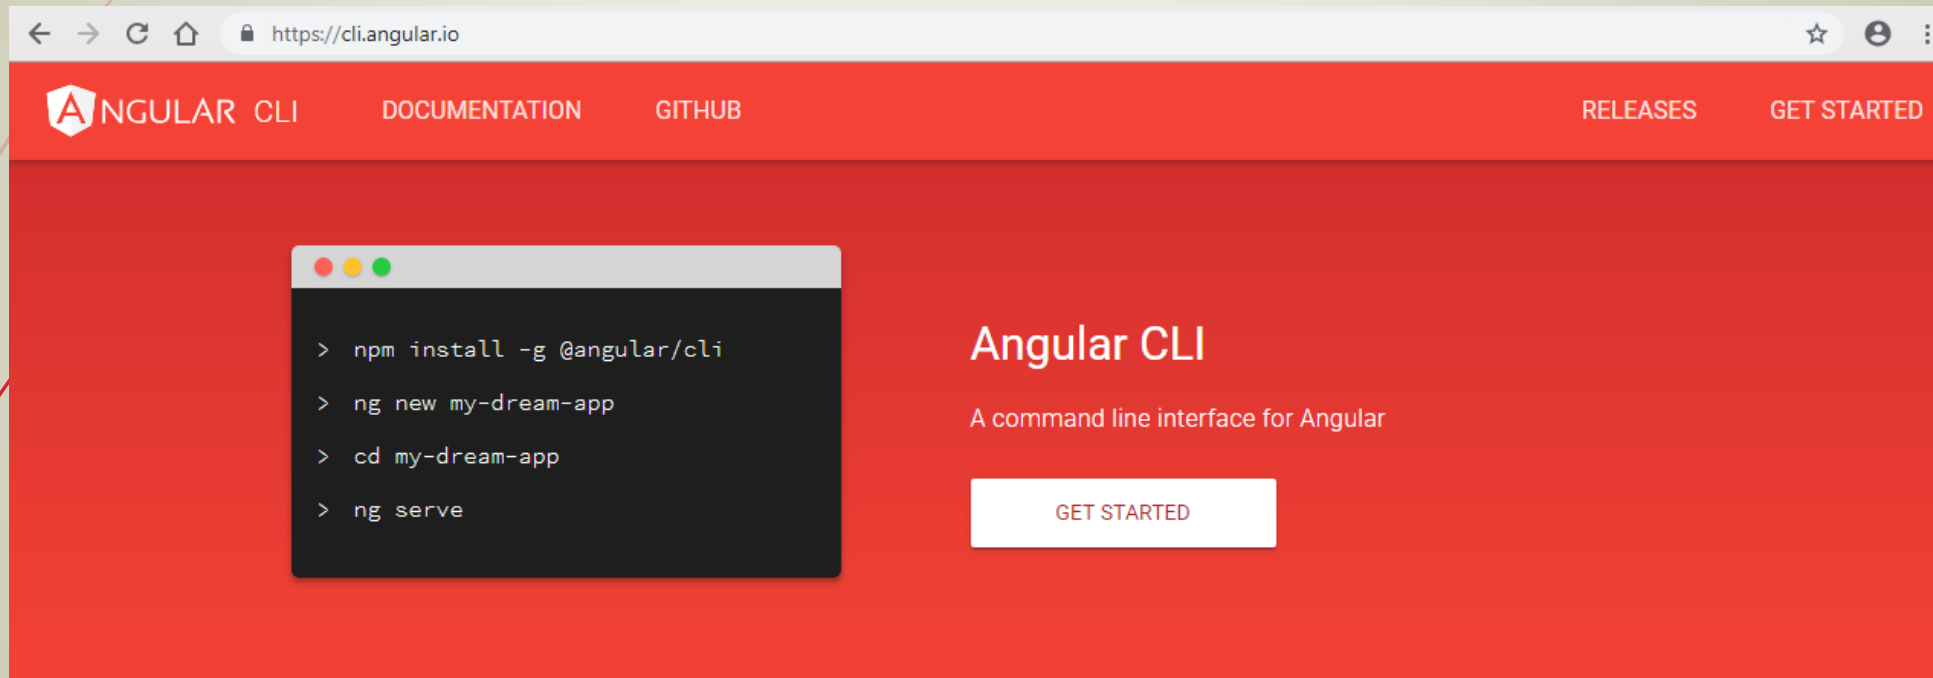 https://cli.angular.io
ANGULAR CLI DOCUMENTATION GITHUB RELEASES GET STARTED
> npm install -g @angular/cli
> ng new my-dream-app
> cd my-dream-app
> ng serve
Angular CLI
A command line interface for Angular
GET STARTED